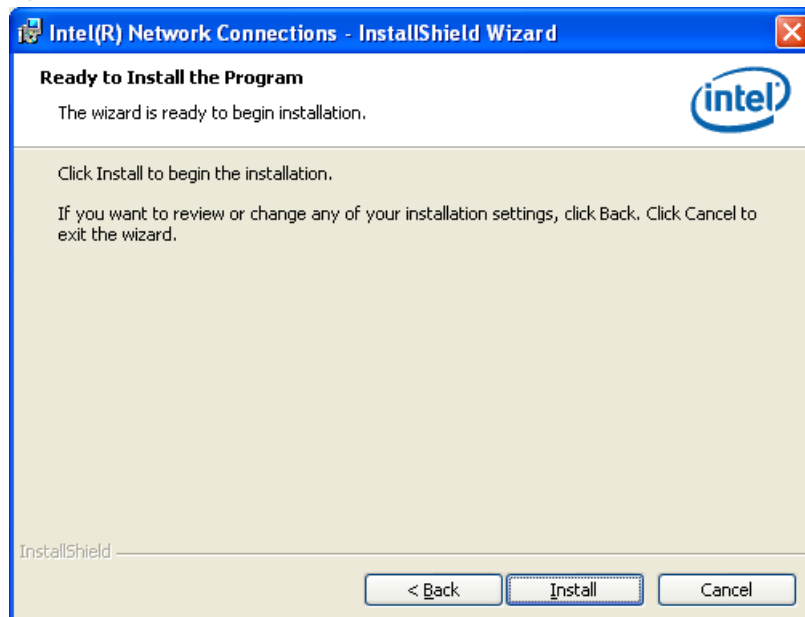 Intel(R) Network Connections - InstallShield Wizard
Ready to Install the Program
The wizard is ready to begin installation.
intel
Click Install to begin the installation.
If you want to review or change any of your installation settings, click Back. Click Cancel to
exit the wizard.
InstallShield
< Back
Install
Cancel